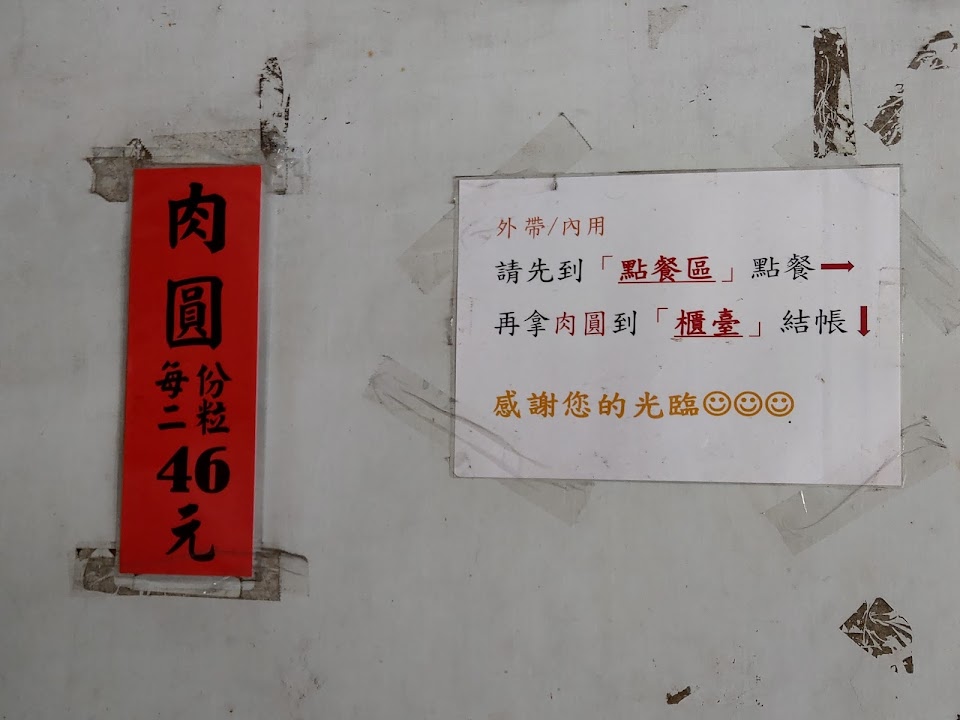 肉圓
每份
二粒
46
元
外帶/內用
請先到「點餐區」點餐➡
再拿肉圓到「櫃臺」結帳⬇
感謝您的光臨☺☺☺